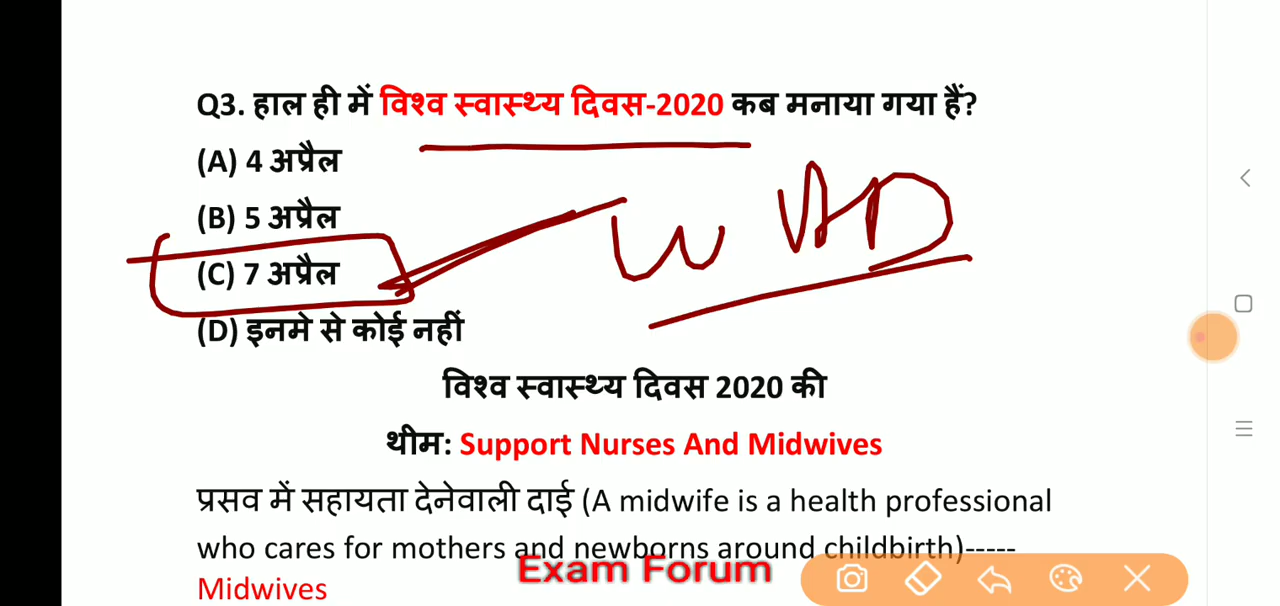 Q3. हाल ही में विश्व स्वास्थ्य दिवस-2020 कब मनाया गया हैं?
(A) 4 अप्रैल
(B) 5 अप्रैल
W HD
(C) 7 अप्रैल
(D) इनमे से कोई नहीं
विश्व स्वास्थ्य दिवस 2020 की
थीम: Support Nurses And Midwives
प्रसव में सहायता देनेवाली दाई (A midwife is a health professional
who cares for mothers and newborns around childbirth)-----
Exam Forum
Midwives